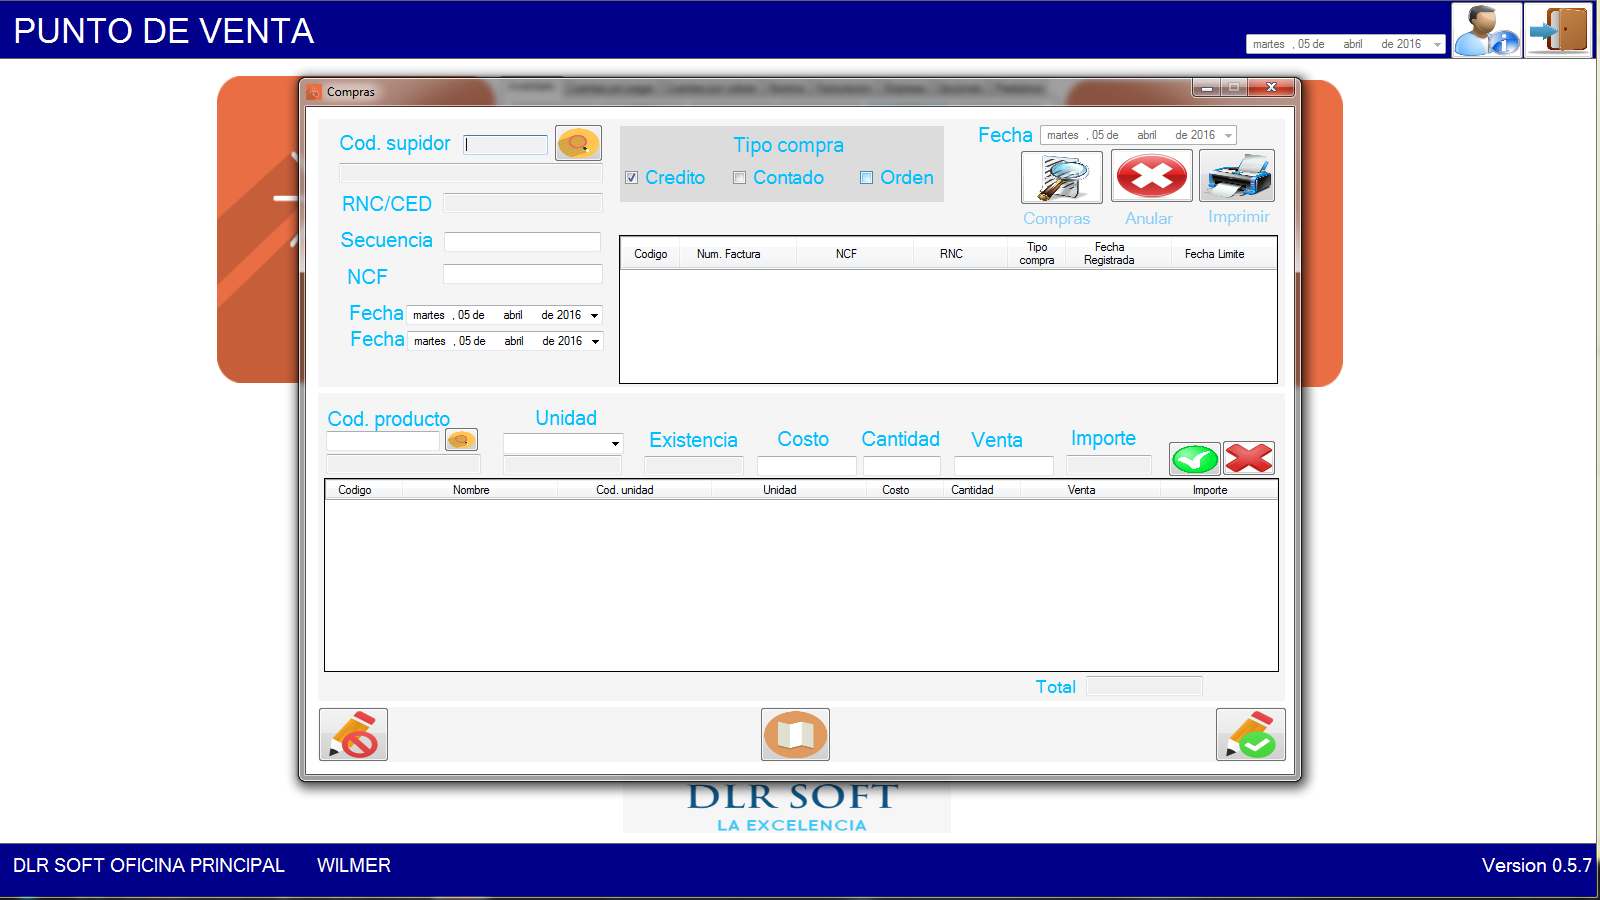 PUNTO DE VENTA
martes , 05 de abril de 2016
Compras
Cod. supidor
Tipo compra
Credito
Contado
Orden
Fecha
martes , 05 de abril de 2016
Compras
Anular
Imprimir
RNC/CED
Secuencia
NCF
Fecha
martes , 05 de abril de 2016
Fecha
martes , 05 de abril de 2016
Codigo Num. Factura NCF RNC Tipo compra Fecha Registrada Fecha Limite
Cod. producto
Unidad
Existencia
Costo
Cantidad
Venta
Importe
Codigo Nombre Cod. unidad Unidad Costo Cantidad Venta Importe
Total
DLR SOFT
LA EXCELENCIA
DLR SOFT OFICINA PRINCIPAL WILMER
Version 0.5.7